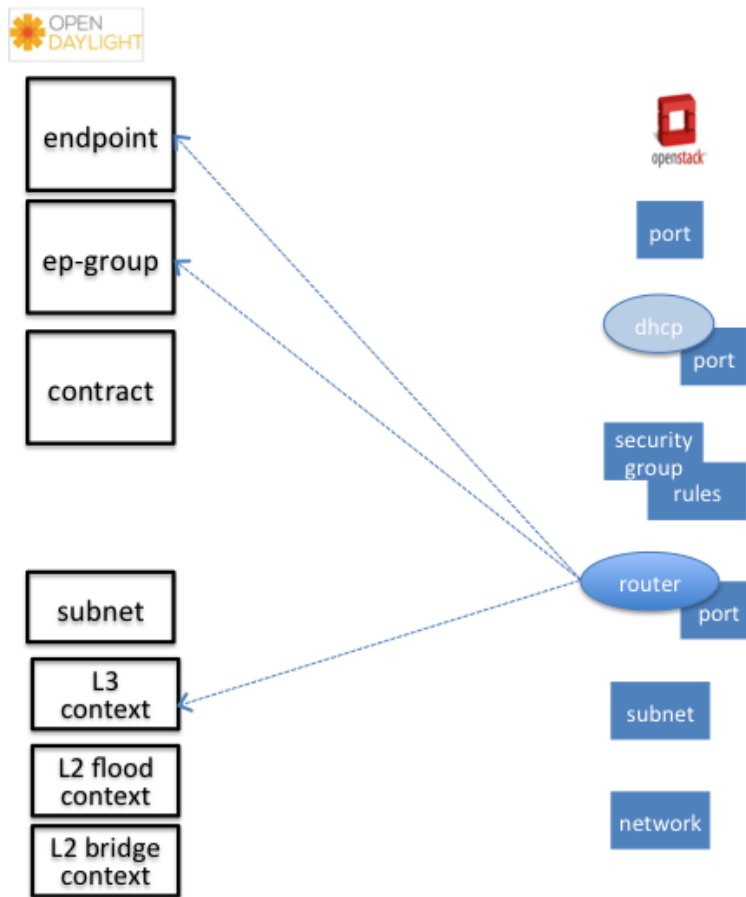 OPEN
DAYLIGHT
endpoint
ep-group
contract
subnet
L3
context
L2 flood
context
L2 bridge
context
openstack
port
dhcp
port
security
group
rules
router
port
subnet
network